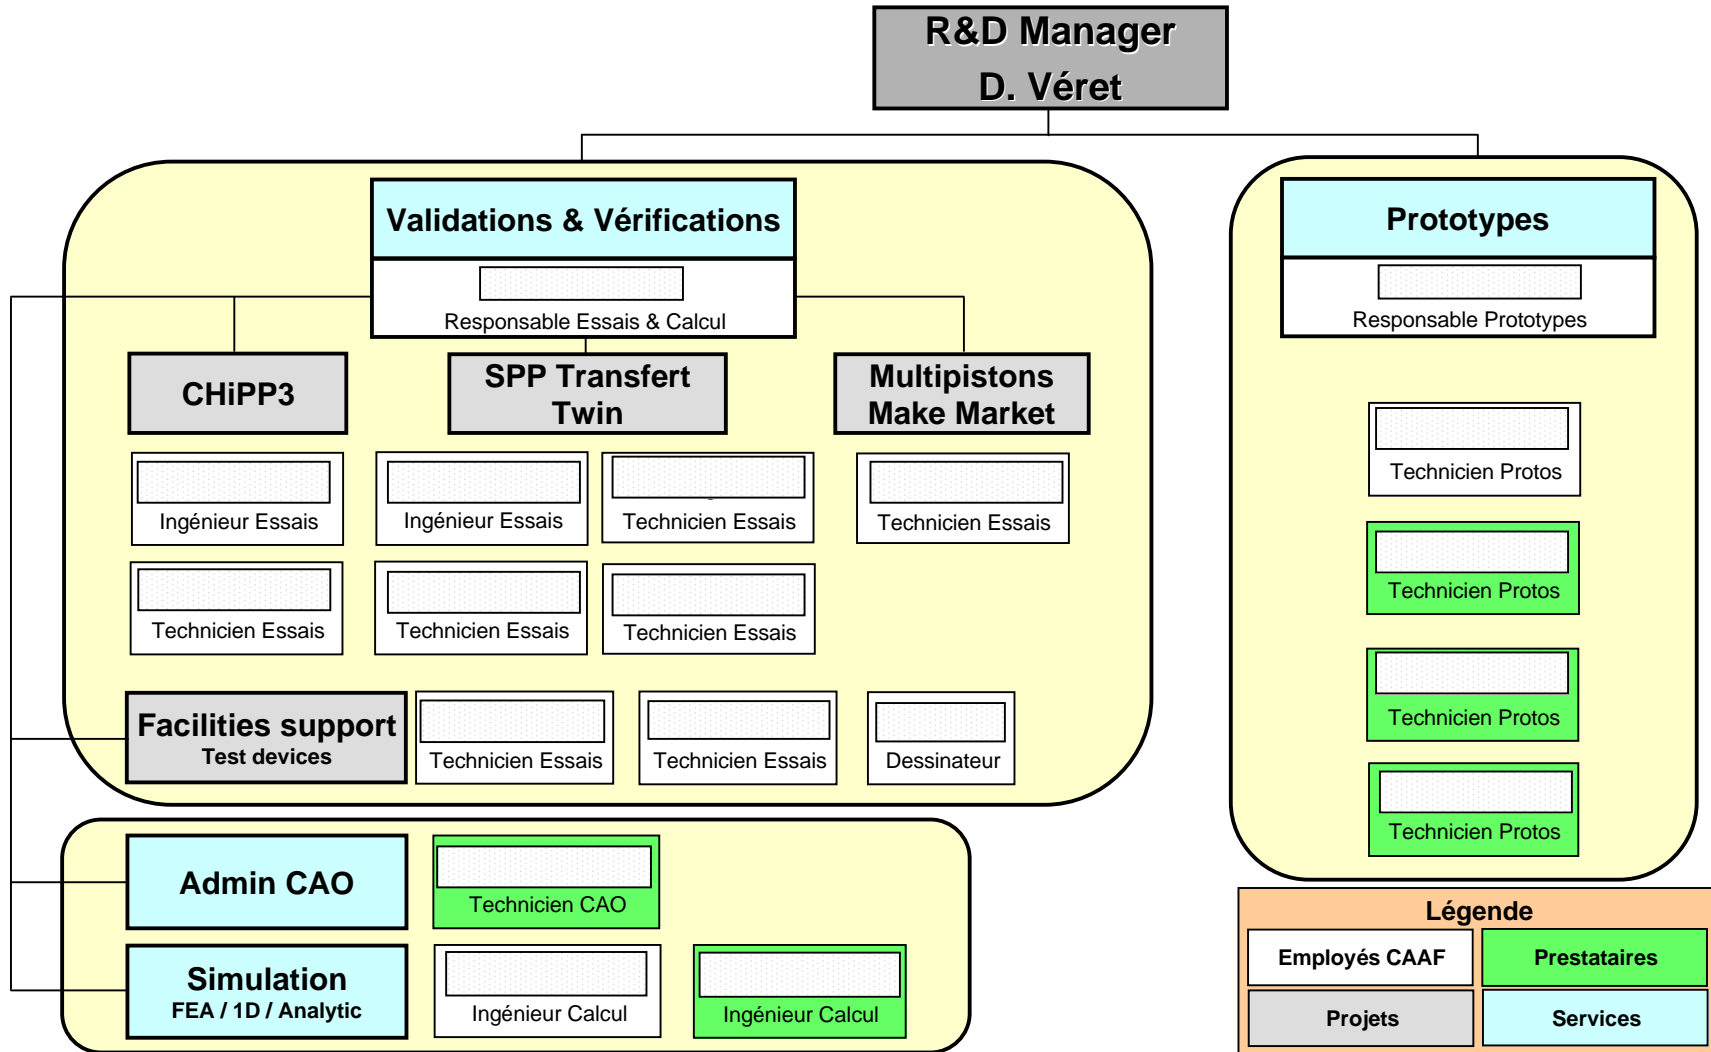 R&D Manager
D. Véret
Validations & Vérifications
Responsable Essais & Calcul
Prototypes
Responsable Prototypes
CHiPP3
SPP Transfert
Twin
Multipistons
Make Market
Ingénieur Essais
Ingénieur Essais
Technicien Essais
Technicien Essais
Technicien Essais
Technicien Essais
Technicien Essais
Facilities support
Test devices
Technicien Essais
Technicien Essais
Dessinateur
Technicien Protos
Technicien Protos
Technicien Protos
Technicien Protos
Admin CAO
Technicien CAO
Simulation
FEA / 1D / Analytic
Ingénieur Calcul
Ingénieur Calcul
Légende
Employés CAAF
Prestataires
Projets
Services